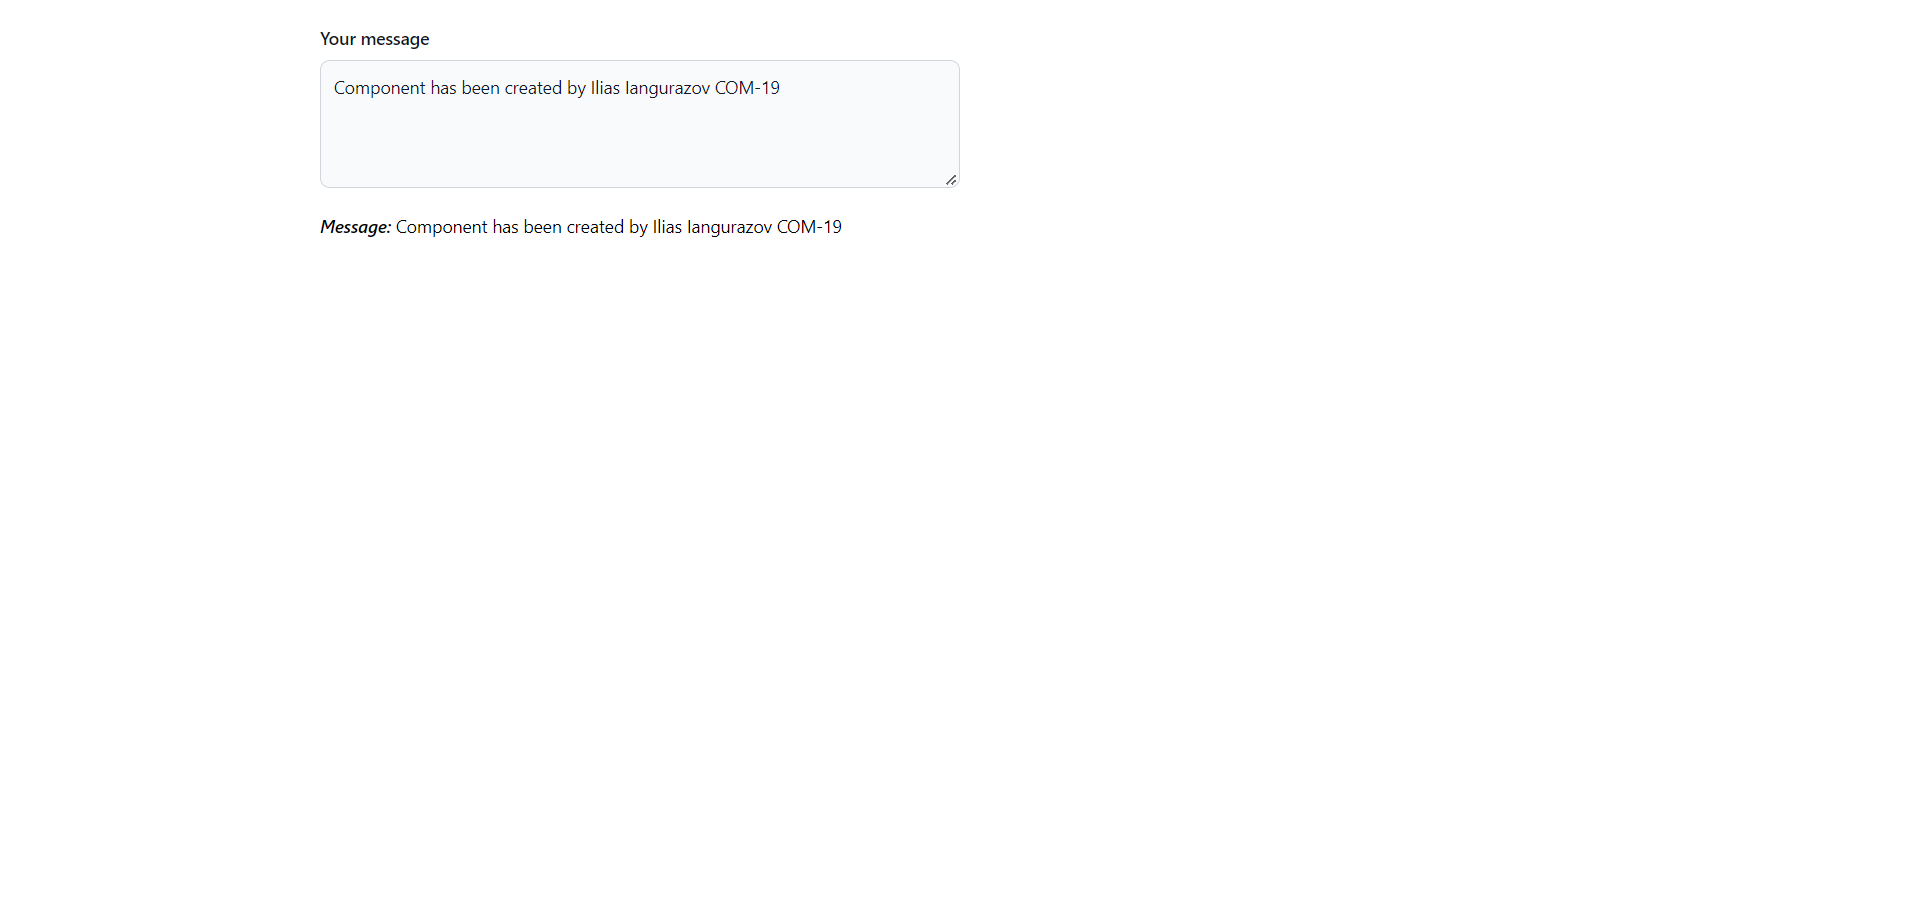 Your message
Component has been created by Ilias Iangurazov COM-19
Message: Component has been created by Ilias Iangurazov COM-19